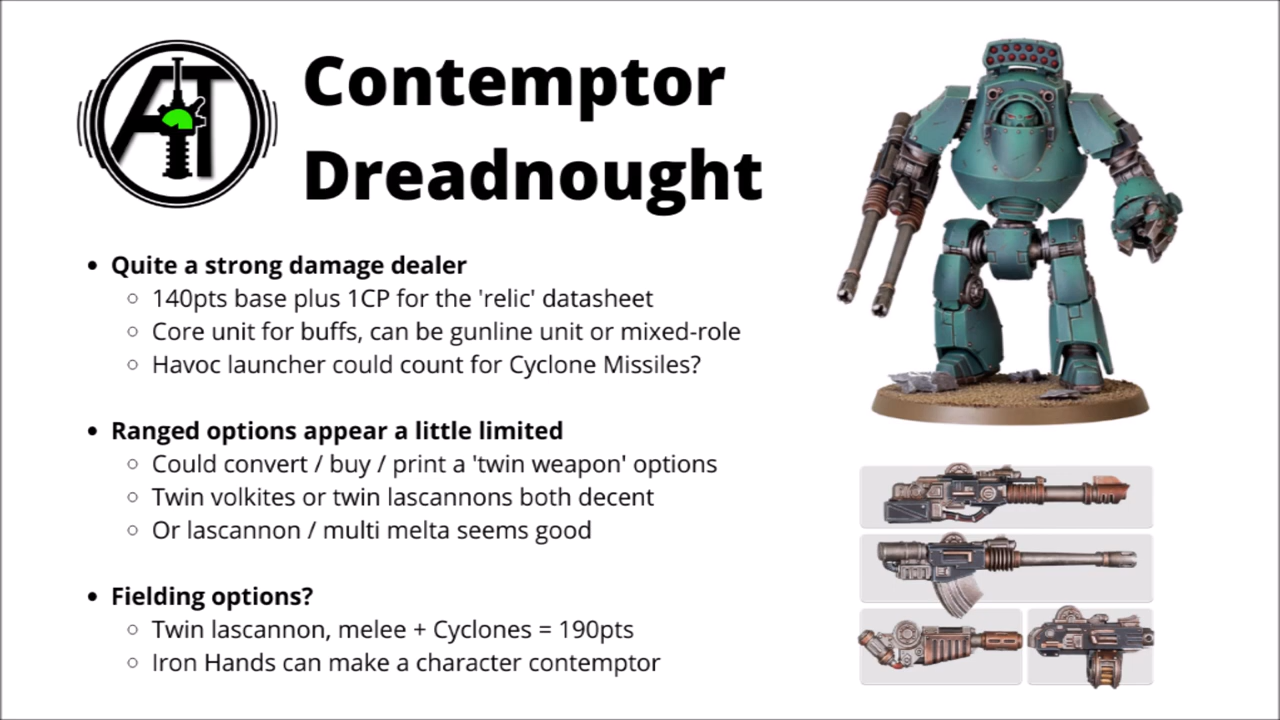 AT
Contemptor
Dreadnought
• Quite a strong damage dealer
○ 140pts base plus 1CP for the 'relic' datasheet
○ Core unit for buffs, can be gunline unit or mixed-role
○ Havoc launcher could count for Cyclone Missiles?
• Ranged options appear a little limited
○ Could convert / buy / print a 'twin weapon' options
○ Twin volkites or twin lascannons both decent
○ Or lascannon / multi melta seems good
• Fielding options?
○ Twin lascannon, melee + Cyclones = 190pts
○ Iron Hands can make a character contemptor